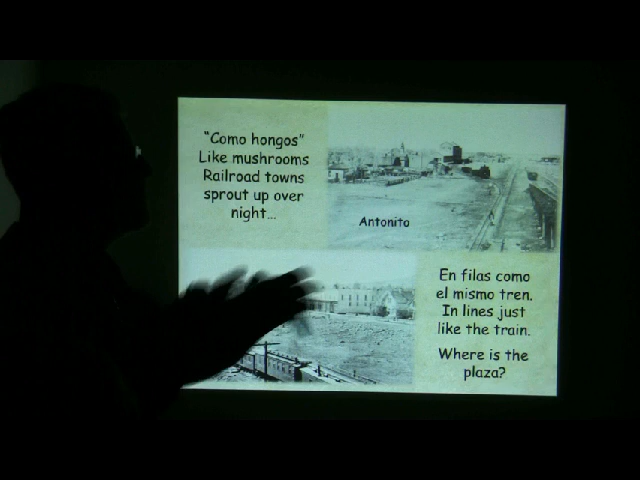 “Como hongos”
Like mushrooms
Railroad towns
sprout up over
night...
Antonito
En filas como
el mismo tren.
In lines just
like the train.
Where is the
plaza?